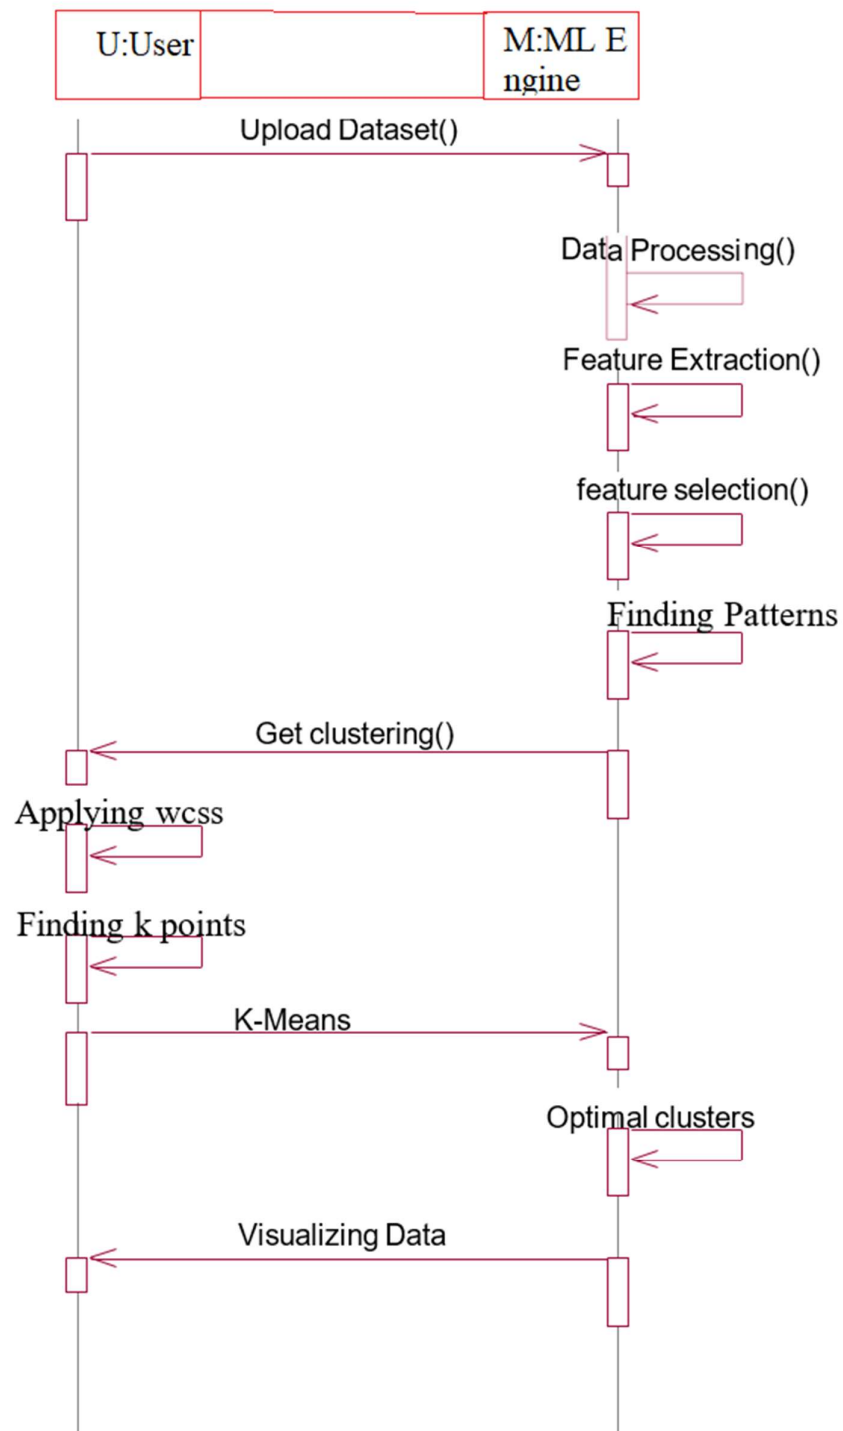 U:User
M:ML E
ngine
Upload Dataset()
Data Processing()
Feature Extraction()
feature selection()
Finding Patterns
Get clustering()
Applying wcss
Finding k points
K-Means
Optimal clusters
Visualizing Data